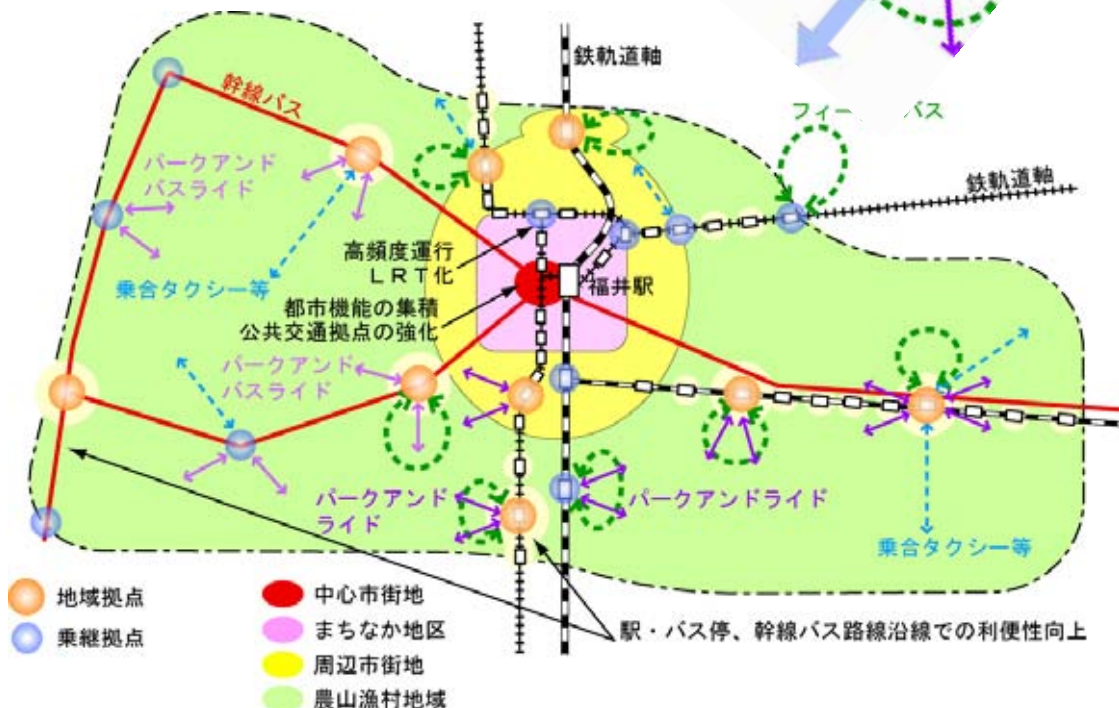 鉄軌道軸
幹線バス
フィー
バス
パークアンド
バスライド
鉄軌道軸
高頻度運行
LRT化
乗合タクシー等
福井駅
都市機能の集積
公共交通拠点の強化
パークアンド
バスライド
パークアンド
ライド
パークアンドライド
乗合タクシー等
地域拠点
乗継拠点
中心市街地
まちなか地区
周辺市街地
農山漁村地域
駅・バス停、幹線バス路線沿線での利便性向上